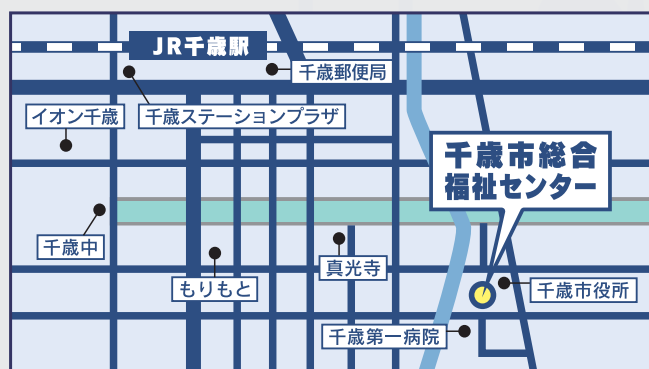 JR千歳駅
千歳郵便局
イオン千歳
千歳ステーションプラザ
千歳市総合
福祉センター
千歳中
真光寺
もりもと
千歳市役所
千歳第一病院